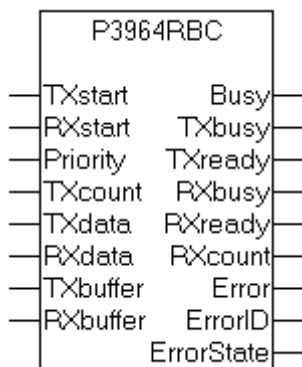 P3964RBC
TXstart Busy
RXstart TXbusy
Priority TXready
TXcount RXbusy
TXdata RXready
RXdata RXcount
TXbuffer Error
RXbuffer ErrorID
ErrorState